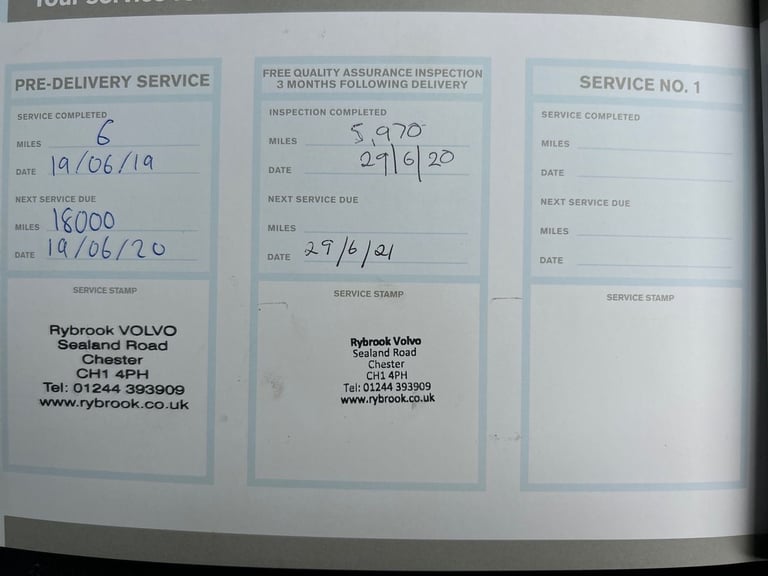 PRE-DELIVERY SERVICE
SERVICE COMPLETED
MILES 6
DATE 19/06/19
NEXT SERVICE DUE
MILES 18000
DATE 19/06/20
SERVICE STAMP
Rybrook VOLVO
Sealand Road
Chester
CH1 4PH
Tel: 01244 393909
www.rybrook.co.uk
FREE QUALITY ASSURANCE INSPECTION
3 MONTHS FOLLOWING DELIVERY
INSPECTION COMPLETED
MILES 5,970
DATE 29/6/20
NEXT SERVICE DUE
MILES
DATE 29/6/21
SERVICE STAMP
Rybrook Volvo
Sealand Road
Chester
CH1 4PH
Tel: 01244 393909
www.rybrook.co.uk
SERVICE NO. 1
SERVICE COMPLETED
MILES
DATE
NEXT SERVICE DUE
MILES
DATE
SERVICE STAMP